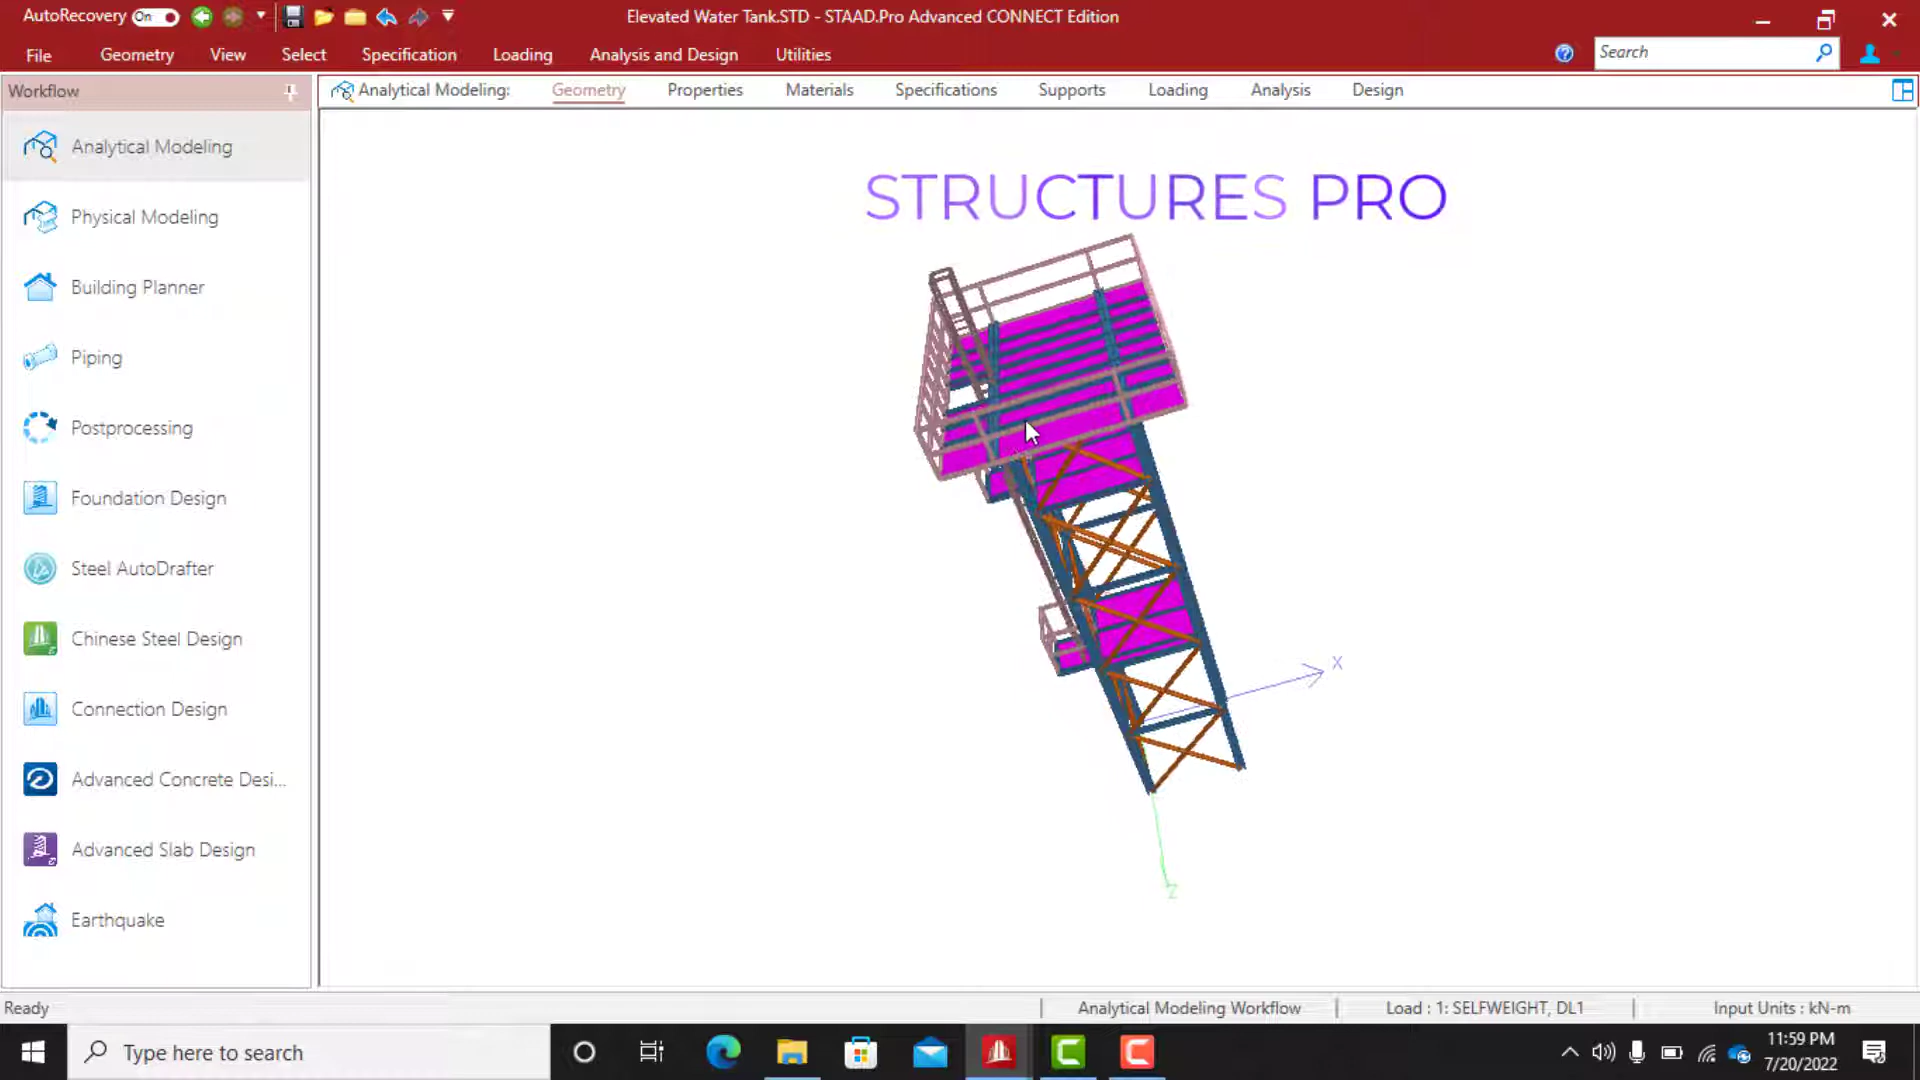 AutoRecovery On
Elevated Water Tank.STD - STAAD.Pro Advanced CONNECT Edition
File Geometry View Select Specification Loading Analysis and Design Utilities
Search
Workflow
Analytical Modeling: Geometry Properties Materials Specifications Supports Loading Analysis Design
Analytical Modeling
Physical Modeling
Building Planner
Piping
Postprocessing
Foundation Design
Steel AutoDrafter
Chinese Steel Design
Connection Design
Advanced Concrete Desi...
Advanced Slab Design
Earthquake
STRUCTURES PRO
X
Z
Ready
Analytical Modeling Workflow
Load : 1: SELFWEIGHT, DL1
Input Units : kN-m
Type here to search
11:59 PM
7/20/2022